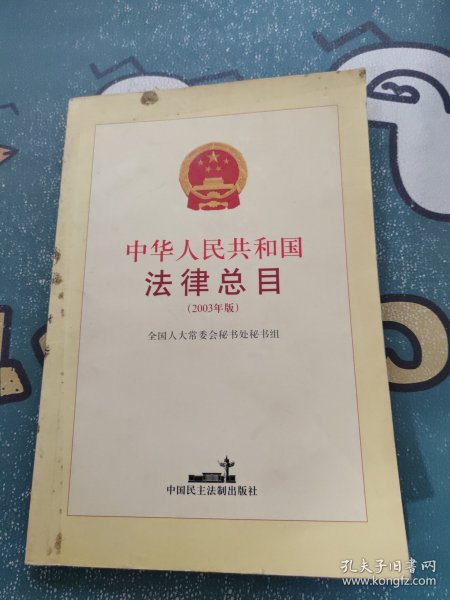 中华人民共和国
法律总目
(2003年版)
全国人大常委会秘书处秘书组
中国民主法制出版社
孔夫子旧书网
www.kongfz.com